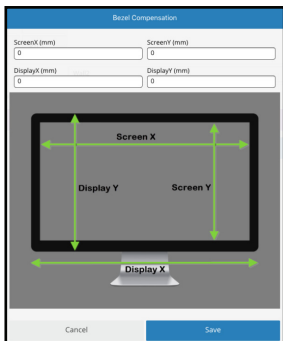 Bezel Compensation
ScreenX (mm) ScreenY (mm)
0 0
DisplayX (mm) DisplayY (mm)
0 0
Screen X
Display Y Screen Y
Display X
Cancel Save